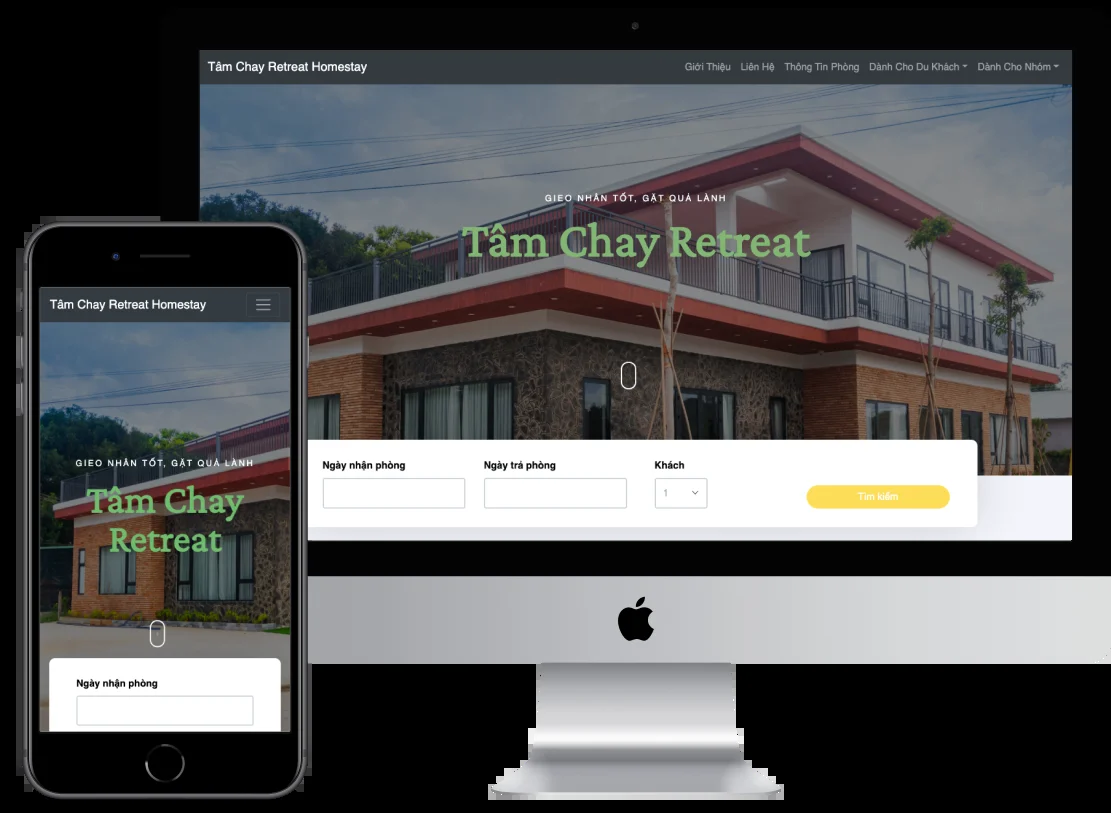 Tâm Chay Retreat Homestay
Giới Thiệu Liên Hệ Thông Tin Phòng Dành Cho Du Khách Dành Cho Nhóm
GIEO NHÂN TỐT, GẶT QUẢ LÀNH
Tâm Chay Retreat
Ngày nhận phòng Ngày trả phòng Khách
1
Tìm kiếm
Tâm Chay Retreat Homestay
GIEO NHÂN TỐT, GẶT QUẢ LÀNH
Tâm Chay
Retreat
Ngày nhận phòng